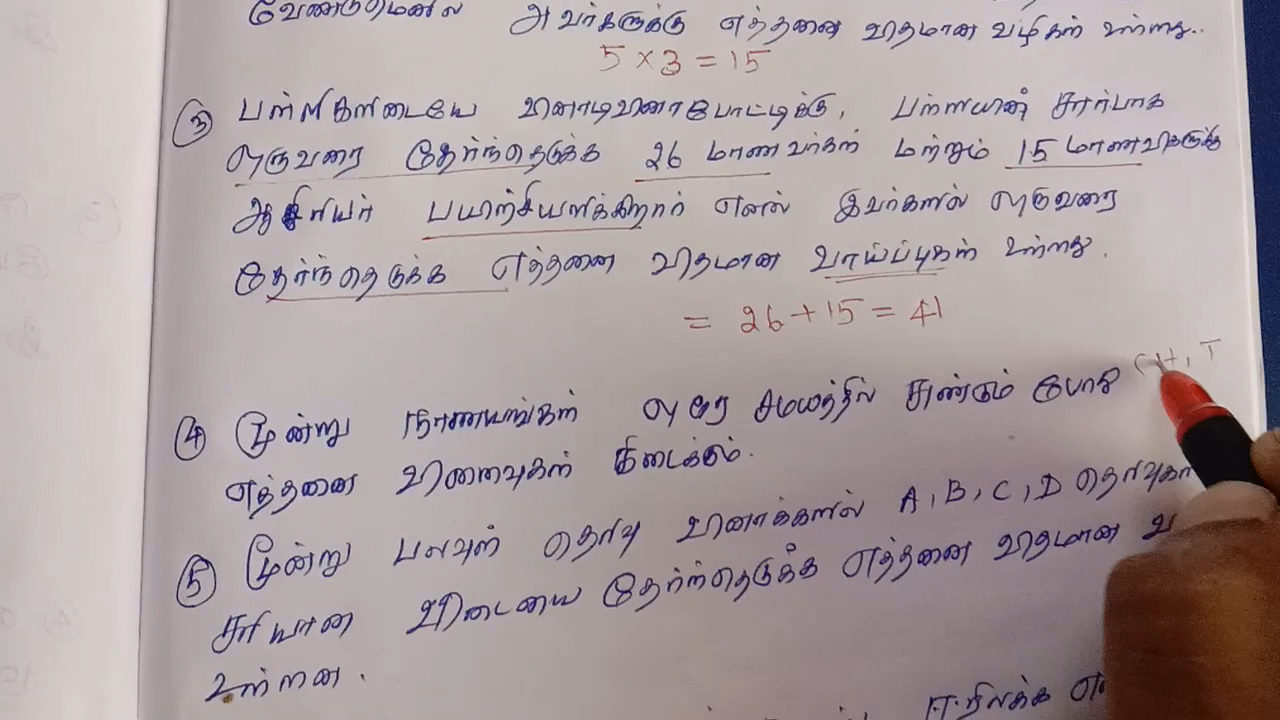 வேண்டுமெனில் அவர்களுக்கு எத்தனை விதமான வழிகள் உள்ளது..
5 × 3 = 15
③ பள்ளிகளிடையே வினாடிவினா போட்டிக்கு, பள்ளியின் சார்பாக
ஒருவரை தேர்ந்தெடுக்க 26 மாணவர்கள் மற்றும் 15 மாணவிகளுக்கு
ஆசிரியர் பயிற்சியளிக்கிறார் எனில் இவர்களில் ஒருவரை
தேர்ந்தெடுக்க எத்தனை விதமான வாய்ப்புகள் உள்ளது.
= 26 + 15 = 41
④ மூன்று நாணயங்கள் ஒரே சமயத்தில் சுண்டும் போது (H, T
எத்தனை விளைவுகள் கிடைக்கும்.
⑤ மூன்று பலவுள் தெரிவு வினாக்களில் A, B, C, D தெரிவுகள்
சரியான விடையை தேர்ந்தெடுக்க எத்தனை விதமான
உள்ளன.